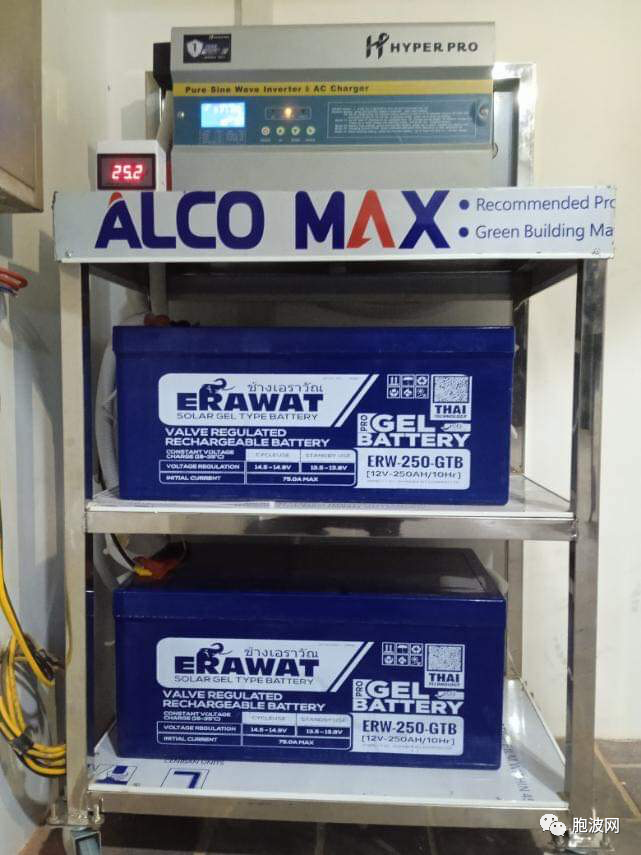 HYPER PRO
Pure Sine Wave Inverter & AC Charger
25.2
ALCO MAX
• Recommended Pro
• Green Building Ma
ช้างเอราวัณ
ERAWAT
SOLAR GEL TYPE BATTERY
VALVE REGULATED
RECHARGEABLE BATTERY
CONSTANT VOLTAGE
CYCLE USE
STANDBY USE
VOLTAGE REGULATION
14.5 - 14.9V
13.5 - 13.8V
INITIAL CURRENT
75.0A MAX
THAI
TECHNOLOGY
PRO
GEL
BATTERY
ERW-250-GTB
[12V-250AH/10Hr]
ช้างเอราวัณ
ERAWAT
SOLAR GEL TYPE BATTERY
VALVE REGULATED
RECHARGEABLE BATTERY
CONSTANT VOLTAGE
CYCLE USE
STANDBY USE
VOLTAGE REGULATION
14.5 - 14.9V
13.5 - 13.8V
INITIAL CURRENT
75.0A MAX
THAI
TECHNOLOGY
PRO
GEL
BATTERY
ERW-250-GTB
[12V-250AH/10Hr]
胞波网